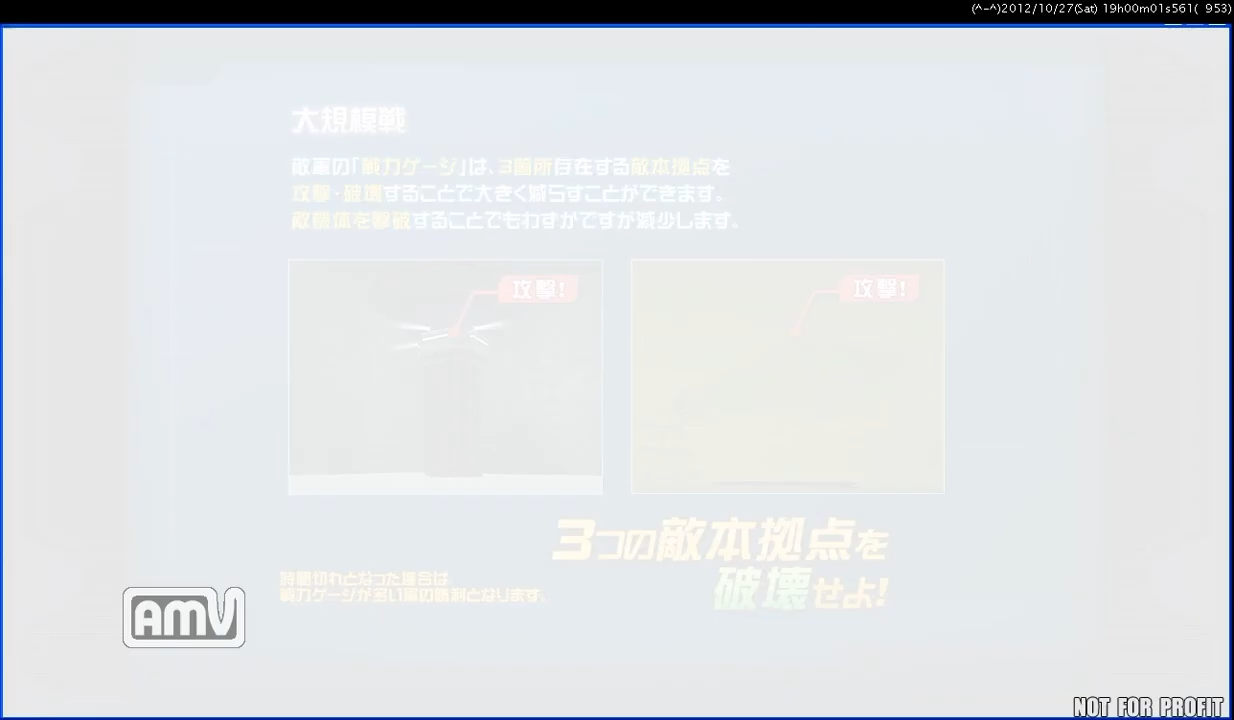 (^-^)2012/10/27(Sat) 19h00m01s561( 953)
大規模戦
敵軍の「戦力ゲージ」は、3箇所存在する敵本拠点を
攻撃・破壊することで大きく減らすことができます。
敵機体を撃破することでもわずかですが減少します。
攻撃!
攻撃!
3つの敵本拠点を
破壊せよ!
時間切れとなった場合は、
戦力ゲージが多い軍の勝利となります。
AMV
NOT FOR PROFIT